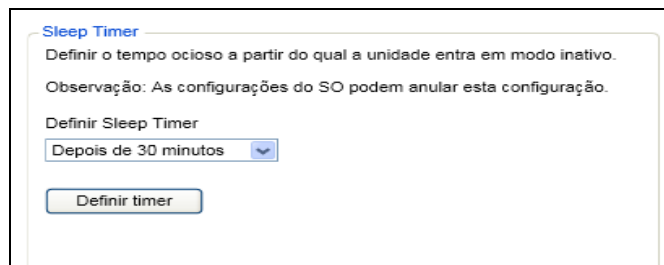 Sleep Timer
Definir o tempo ocioso a partir do qual a unidade entra em modo inativo.
Observação: As configurações do SO podem anular esta configuração.
Definir Sleep Timer
Depois de 30 minutos
Definir timer